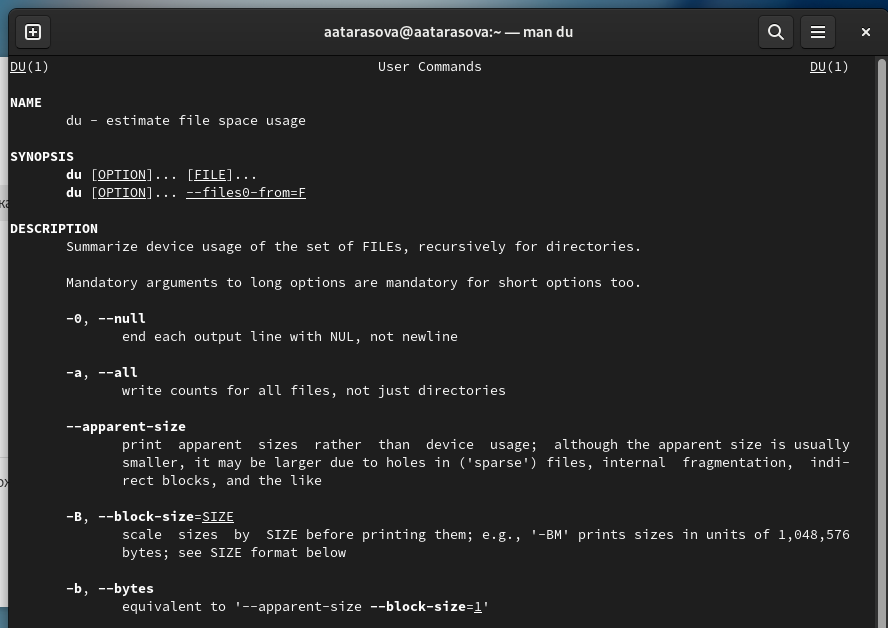 aatarasova@aatarasova:~ — man du
DU(1) User Commands DU(1)
NAME
du - estimate file space usage
SYNOPSIS
du [OPTION]... [FILE]...
du [OPTION]... --files0-from=F
DESCRIPTION
Summarize device usage of the set of FILEs, recursively for directories.
Mandatory arguments to long options are mandatory for short options too.
-0, --null
end each output line with NUL, not newline
-a, --all
write counts for all files, not just directories
--apparent-size
print apparent sizes rather than device usage; although the apparent size is usually
smaller, it may be larger due to holes in ('sparse') files, internal fragmentation, indi-
rect blocks, and the like
-B, --block-size=SIZE
scale sizes by SIZE before printing them; e.g., '-BM' prints sizes in units of 1,048,576
bytes; see SIZE format below
-b, --bytes
equivalent to '--apparent-size --block-size=1'